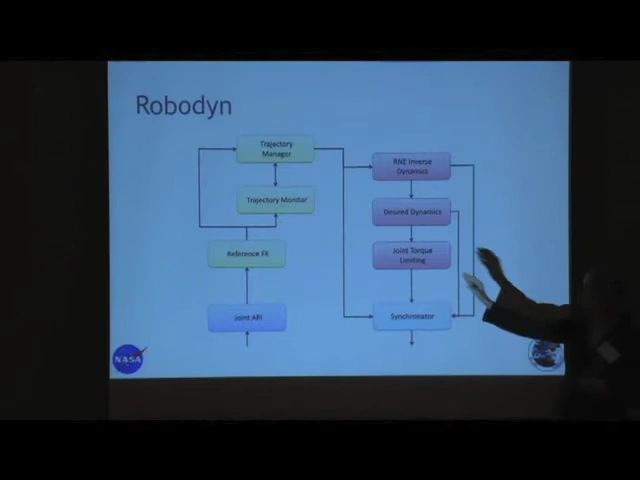 Robodyn
Trajectory
Manager
Trajectory Monitor
Reference FK
Joint API
RNE Inverse
Dynamics
Desired Dynamics
Joint Torque
Limiting
Synchronator
NASA